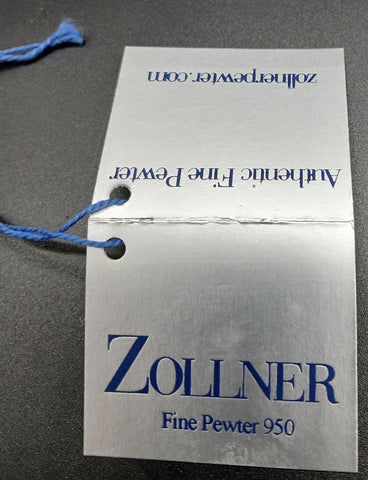 zollnerpewter.com
Authentic Fine Pewter
ZOLLNER
Fine Pewter 950